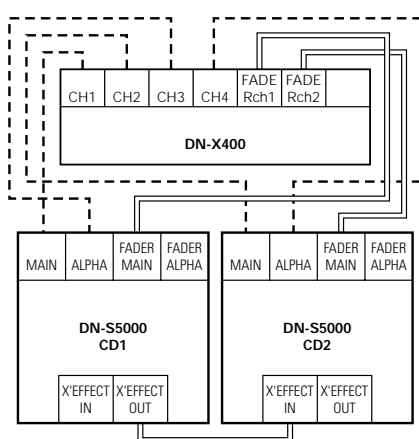 CH1 CH2 CH3 CH4 FADE Rch1 FADE Rch2
DN-X400
MAIN ALPHA FADER MAIN FADER ALPHA
DN-S5000
CD1
X'EFFECT IN X'EFFECT OUT
MAIN ALPHA FADER MAIN FADER ALPHA
DN-S5000
CD2
X'EFFECT IN X'EFFECT OUT